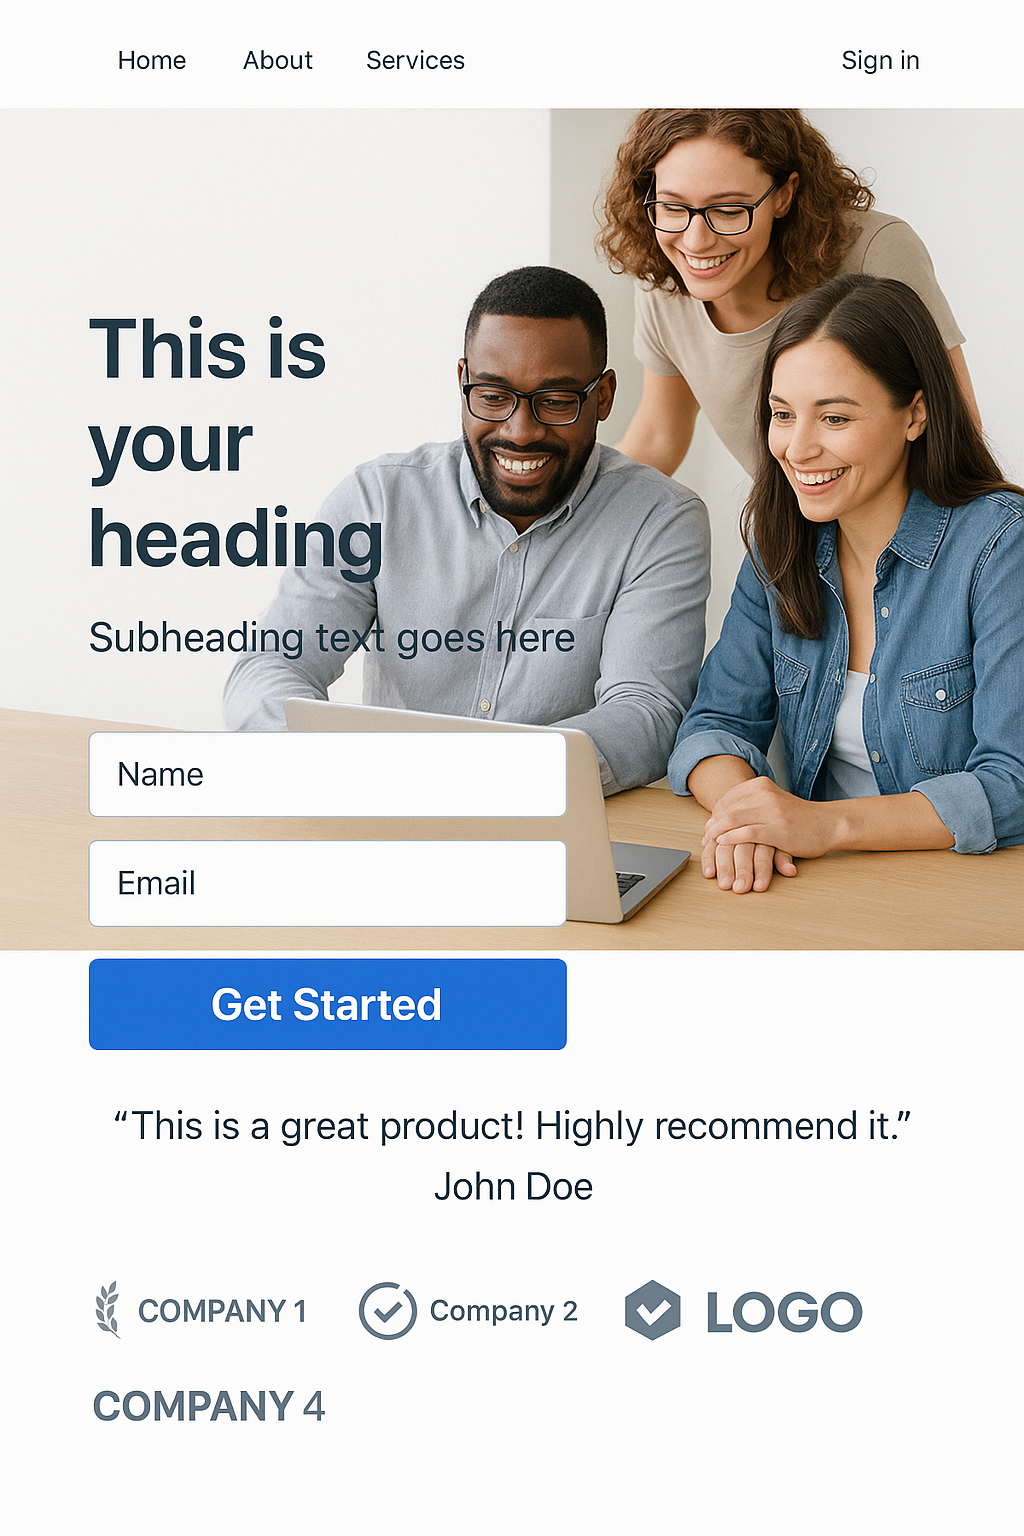 Home About Services Sign in
This is
your
heading
Subheading text goes here
Name
Email
Get Started
“This is a great product! Highly recommend it.”
John Doe
COMPANY 1 Company 2 LOGO
COMPANY 4